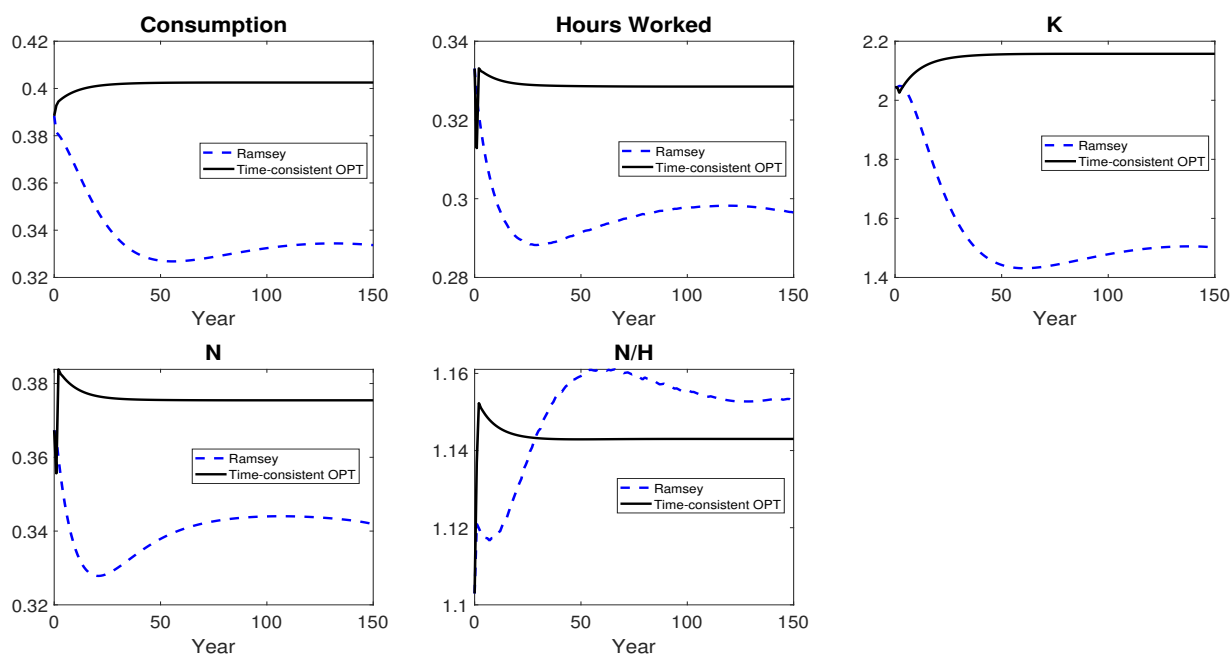 Consumption
0.42
0.4
0.38
0.36
0.34
0.32
0
50
100
150
Year
Ramsey
Time-consistent OPT
Hours Worked
0.34
0.32
0.3
0.28
0
50
100
150
Year
Ramsey
Time-consistent OPT
K
2.2
2
1.8
1.6
1.4
0
50
100
150
Year
Ramsey
Time-consistent OPT
N
0.38
0.36
0.34
0.32
0
50
100
150
Year
Ramsey
Time-consistent OPT
N/H
1.16
1.14
1.12
1.1
0
50
100
150
Year
Ramsey
Time-consistent OPT